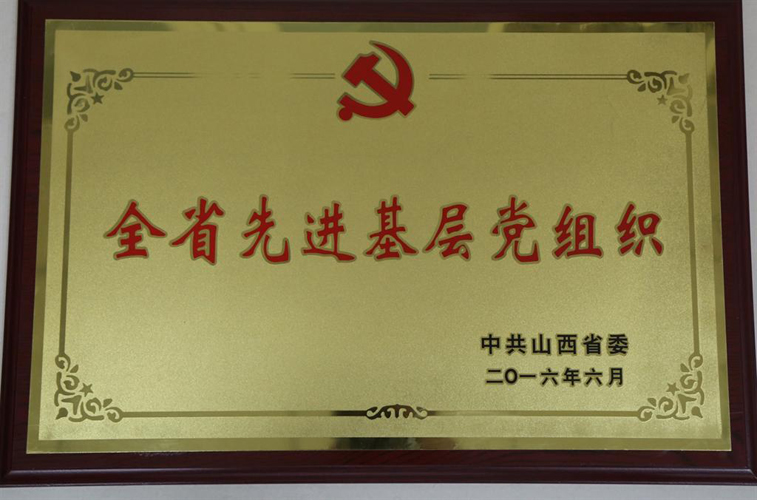 全省先进基层党组织
中共山西省委
二〇一六年六月